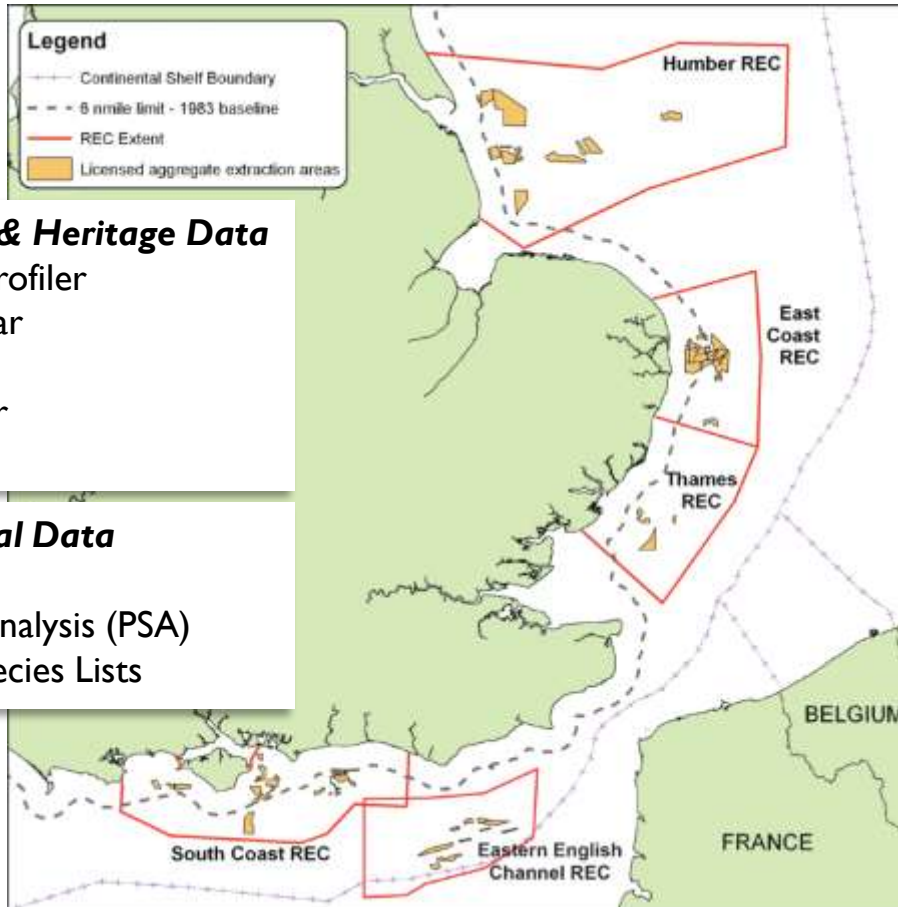 Legend
Continental Shelf Boundary
6 nmile limit - 1983 baseline
REC Extent
Licensed aggregate extraction areas
Humber REC
& Heritage Data
rofiler
ar
r
East
Coast
REC
Thames
REC
al Data
nalysis (PSA)
ecies Lists
BELGIUM
South Coast REC
Eastern English
Channel REC
FRANCE